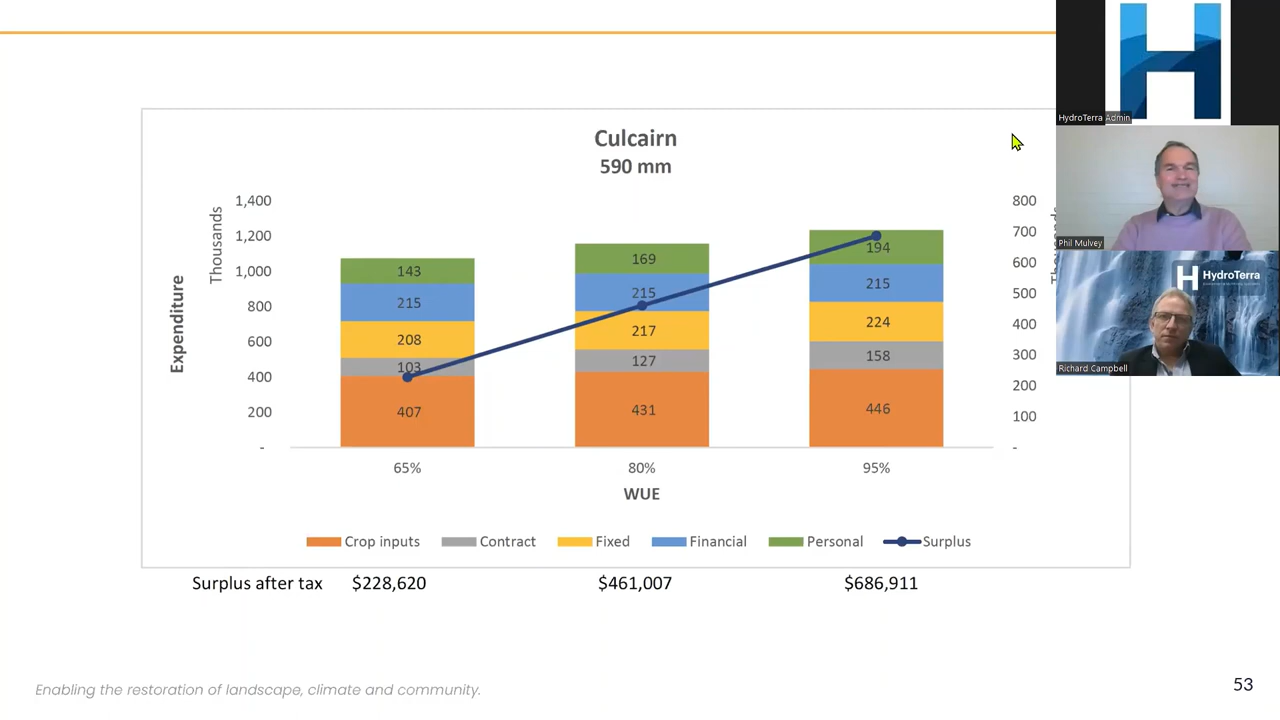 Culcairn
590 mm
Thousands
Expenditure
1,400
1,200
1,000
800
600
400
200
-
800
700
600
500
400
300
200
100
-
143
215
208
103
407
169
215
217
127
431
194
215
224
158
446
65%
80%
95%
WUE
Crop inputs
Contract
Fixed
Financial
Personal
Surplus
Surplus after tax $228,620 $461,007 $686,911
Enabling the restoration of landscape, climate and community.
53
H
HydroTerra Admin
Phil Mulvey
HydroTerra
Richard Campbell